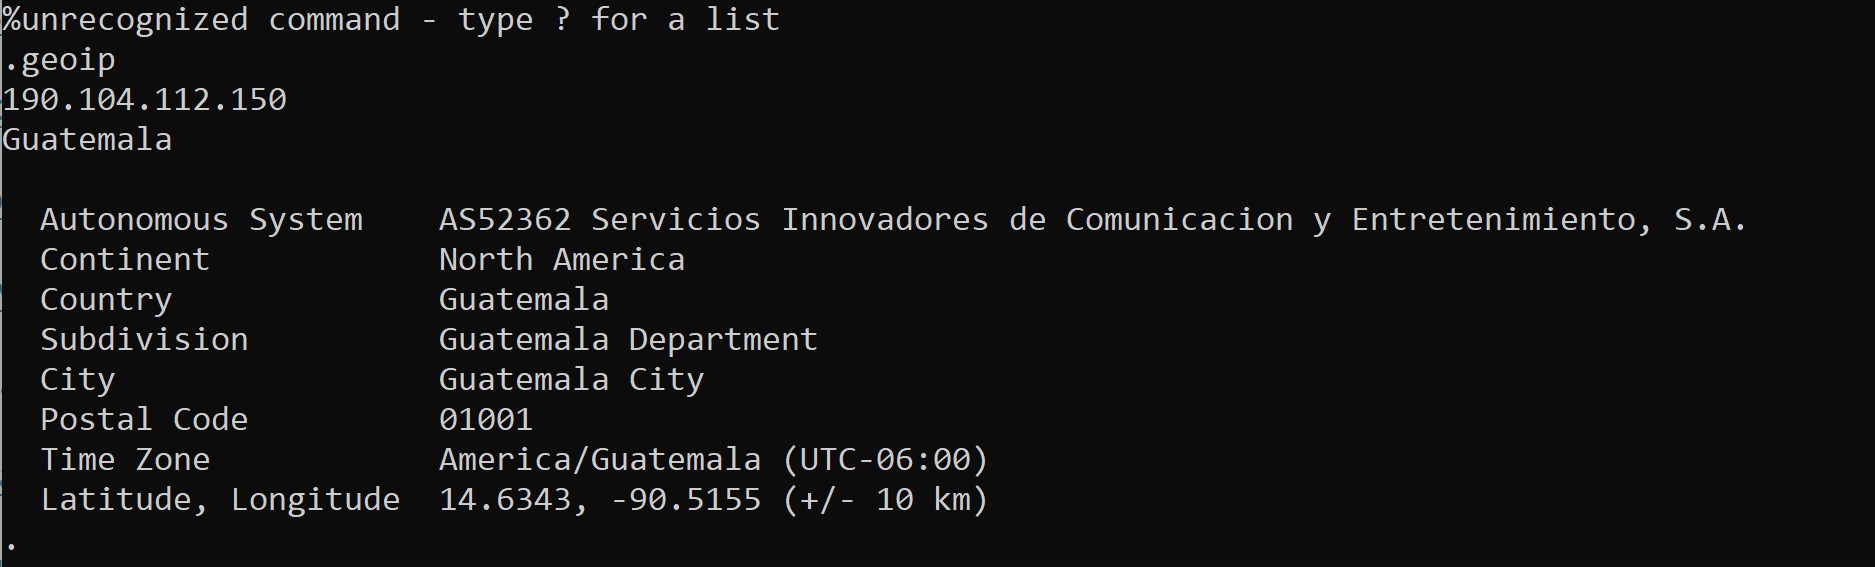 %unrecognized command - type ? for a list
.geoip
190.104.112.150
Guatemala
Autonomous System AS52362 Servicios Innovadores de Comunicacion y Entretenimiento, S.A.
Continent North America
Country Guatemala
Subdivision Guatemala Department
City Guatemala City
Postal Code 01001
Time Zone America/Guatemala (UTC-06:00)
Latitude, Longitude 14.6343, -90.5155 (+/- 10 km)
.